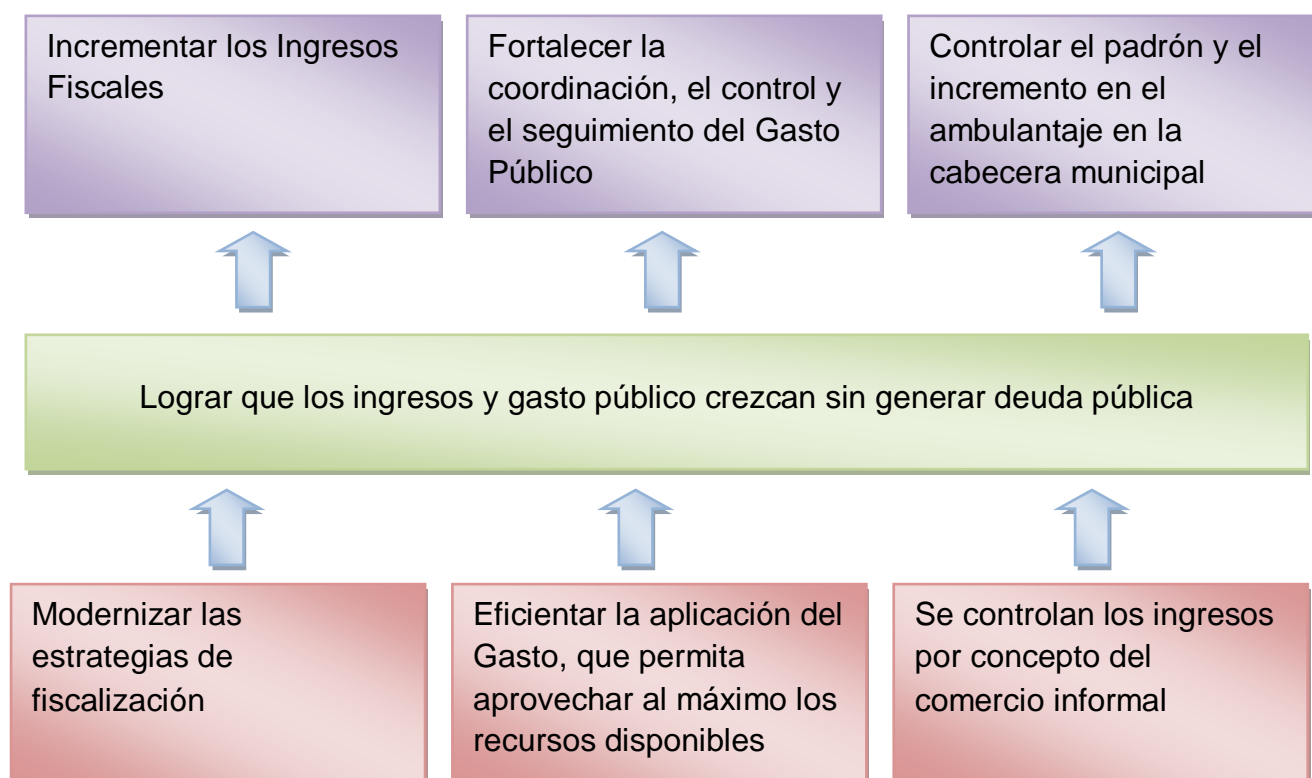 Incrementar los Ingresos
Fiscales
Fortalecer la
coordinación, el control y
el seguimiento del Gasto
Público
Controlar el padrón y el
incremento en el
ambulantaje en la
cabecera municipal
Lograr que los ingresos y gasto público crezcan sin generar deuda pública
Modernizar las
estrategias de
fiscalización
Eficientar la aplicación del
Gasto, que permita
aprovechar al máximo los
recursos disponibles
Se controlan los ingresos
por concepto del
comercio informal